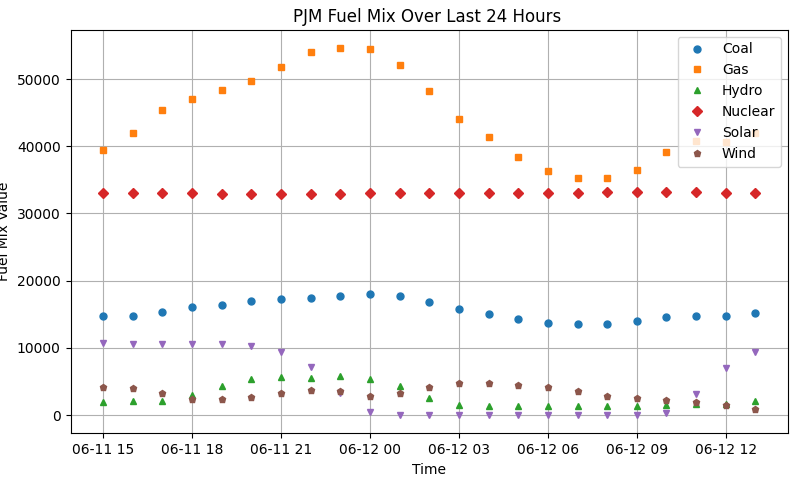 PJM Fuel Mix Over Last 24 Hours
Fuel Mix Value
50000
40000
30000
20000
10000
0
Coal
Gas
Hydro
Nuclear
Solar
Wind
06-11 15 06-11 18 06-11 21 06-12 00 06-12 03 06-12 06 06-12 09 06-12 12
Time